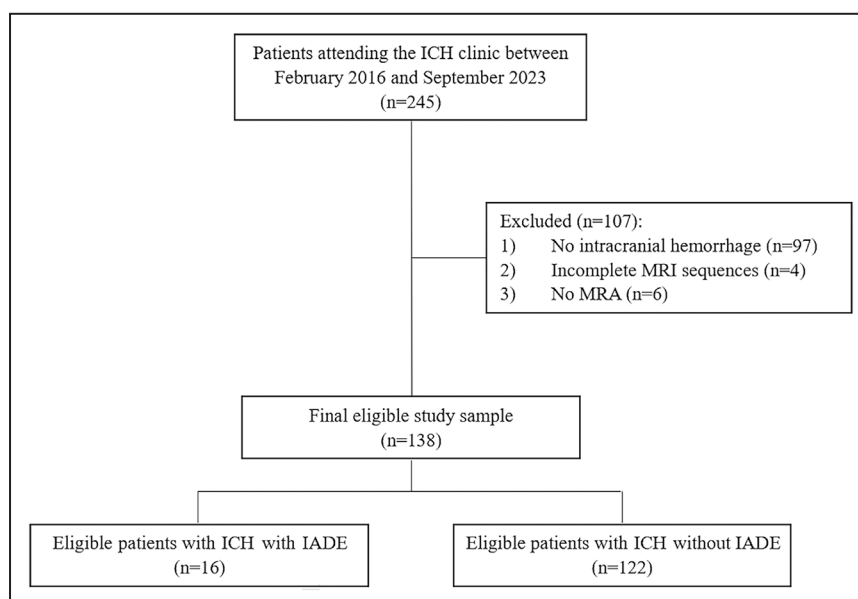 Patients attending the ICH clinic between
February 2016 and September 2023
(n=245)
Excluded (n=107):
1) No intracranial hemorrhage (n=97)
2) Incomplete MRI sequences (n=4)
3) No MRA (n=6)
Final eligible study sample
(n=138)
Eligible patients with ICH with IADE
(n=16)
Eligible patients with ICH without IADE
(n=122)